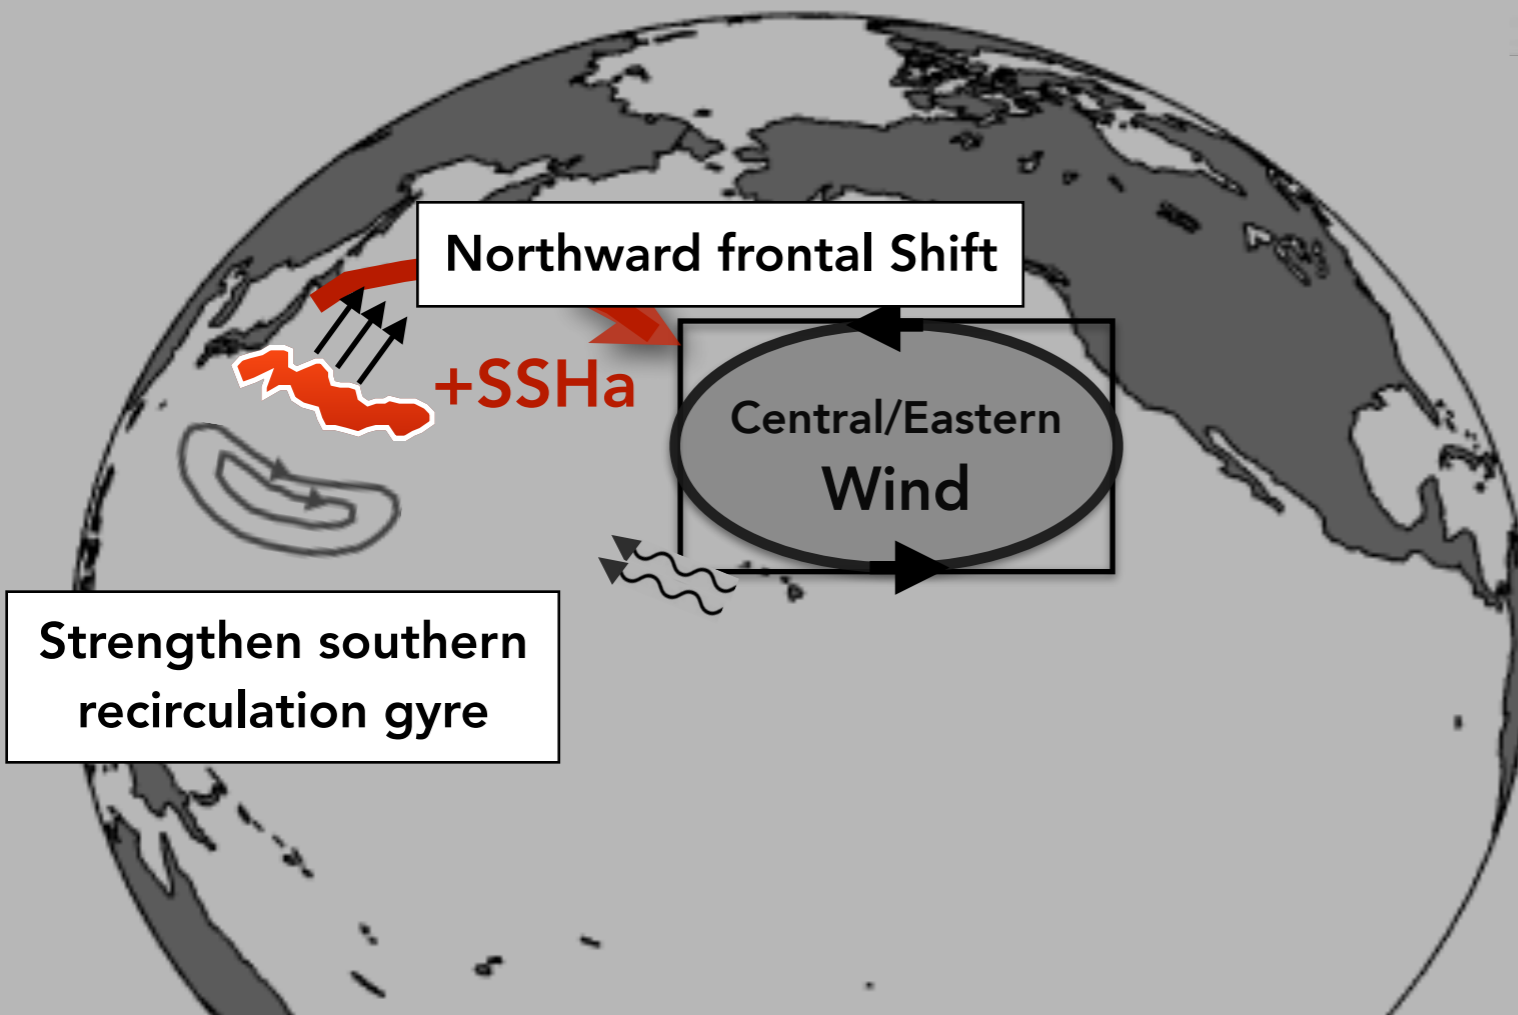 Northward frontal Shift
+SSHa
Central/Eastern
Wind
Strengthen southern
recirculation gyre